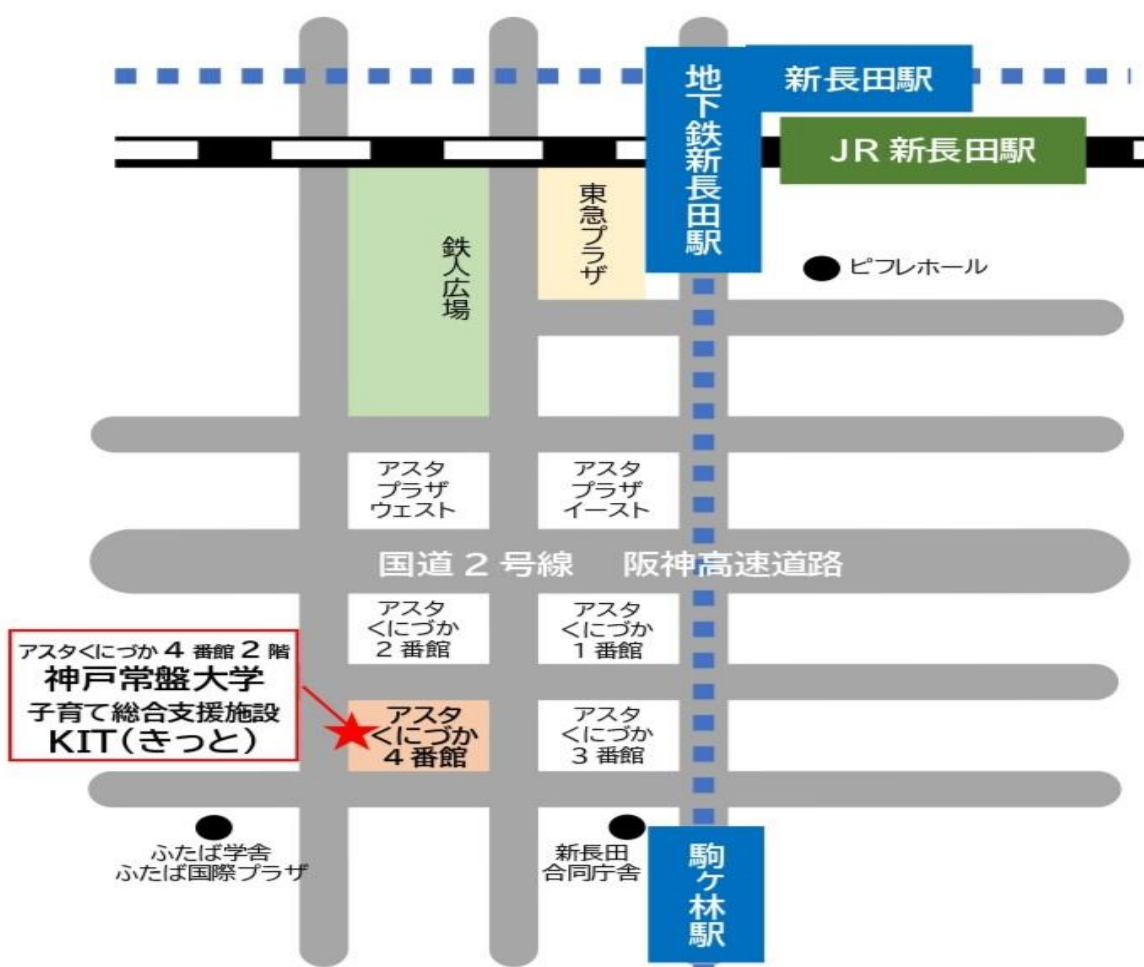 新長田駅
地下鉄新長田駅
JR 新長田駅
東急プラザ
鉄人広場
ピフレホール
アスタ
プラザ
ウェスト
アスタ
プラザ
イースト
国道 2 号線 阪神高速道路
アスタ
くにづか
2 番館
アスタ
くにづか
1 番館
アスタくにづか 4 番館 2 階
神戸常盤大学
子育て総合支援施設
KIT(きっと)
アスタ
くにづか
4 番館
アスタ
くにづか
3 番館
ふたば学舎
ふたば国際プラザ
新長田
合同庁舎
駒ヶ林駅